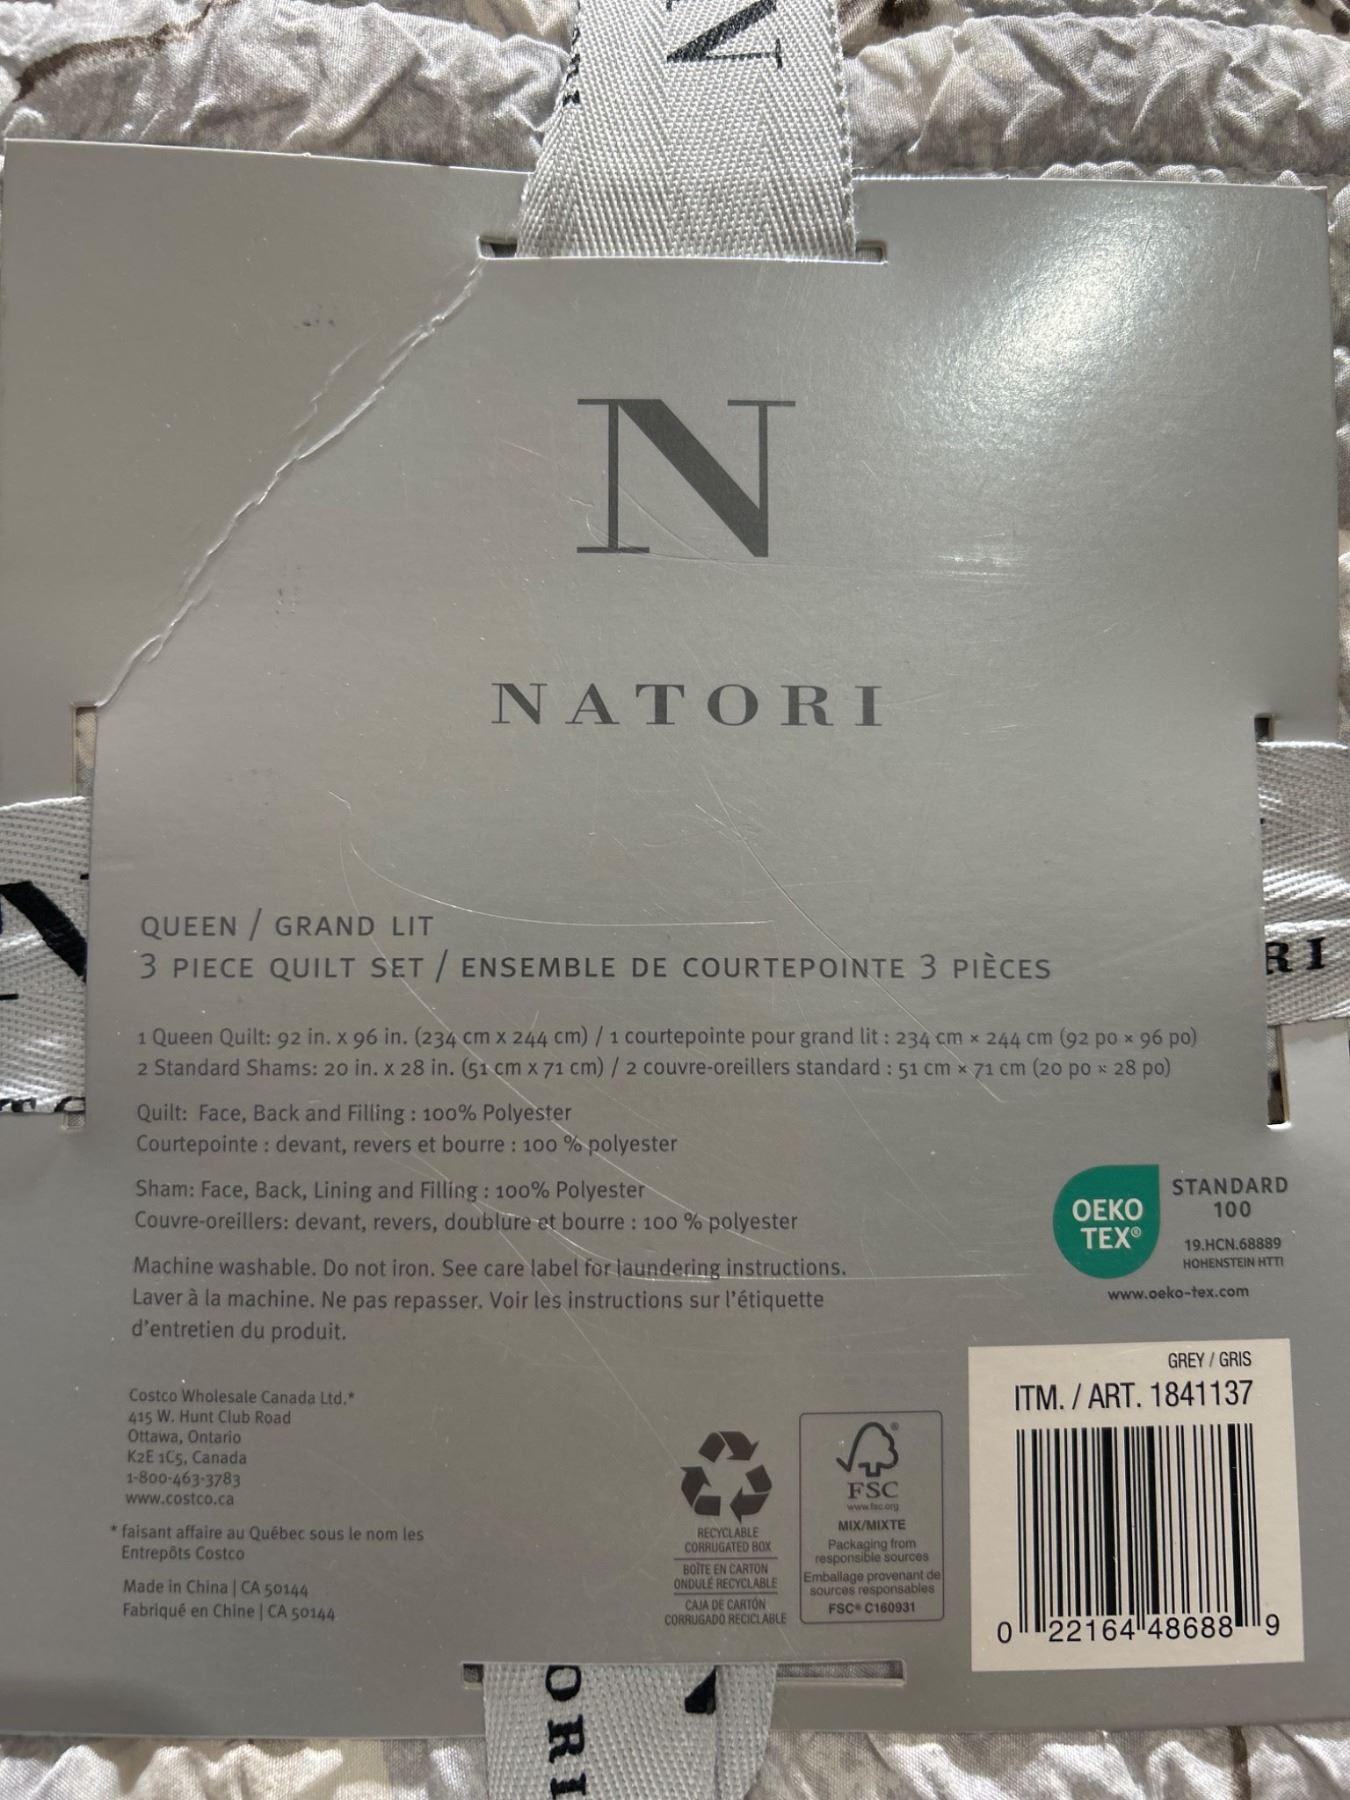 N
N
NATORI
N
RI
QUEEN / GRAND LIT
3 PIECE QUILT SET / ENSEMBLE DE COURTEPOINTE 3 PIÈCES
1 Queen Quilt: 92 in. x 96 in. (234 cm x 244 cm) / 1 courtepointe pour grand lit : 234 cm × 244 cm (92 po × 96 po)
2 Standard Shams: 20 in. x 28 in. (51 cm x 71 cm) / 2 couvre-oreillers standard : 51 cm × 71 cm (20 po × 28 po)
Quilt: Face, Back and Filling : 100% Polyester
Courtepointe : devant, revers et bourre : 100 % polyester
Sham: Face, Back, Lining and Filling : 100% Polyester
Couvre-oreillers: devant, revers, doublure et bourre : 100 % polyester
Machine washable. Do not iron. See care label for laundering instructions.
Laver à la machine. Ne pas repasser. Voir les instructions sur l'étiquette
d'entretien du produit.
OEKO
TEX®
STANDARD
100
19.HCN.68889
HOHENSTEIN HTTI
www.oeko-tex.com
Costco Wholesale Canada Ltd.*
415 W. Hunt Club Road
Ottawa, Ontario
K2E 1C5, Canada
1-800-463-3783
www.costco.ca
* faisant affaire au Québec sous le nom les
Entrepôts Costco
Made in China | CA 50144
Fabriqué en Chine | CA 50144
RECYCLABLE
CORRUGATED BOX
BOÎTE EN CARTON
ONDULÉ RECYCLABLE
CAJA DE CARTÓN
CORRUGADO RECICLABLE
®
FSC
www.fsc.org
MIX/MIXTE
Packaging from
responsible sources
Emballage provenant de
sources responsables
FSC® C160931
GREY / GRIS
ITM. / ART. 1841137
0 22164 48688 9
ORI